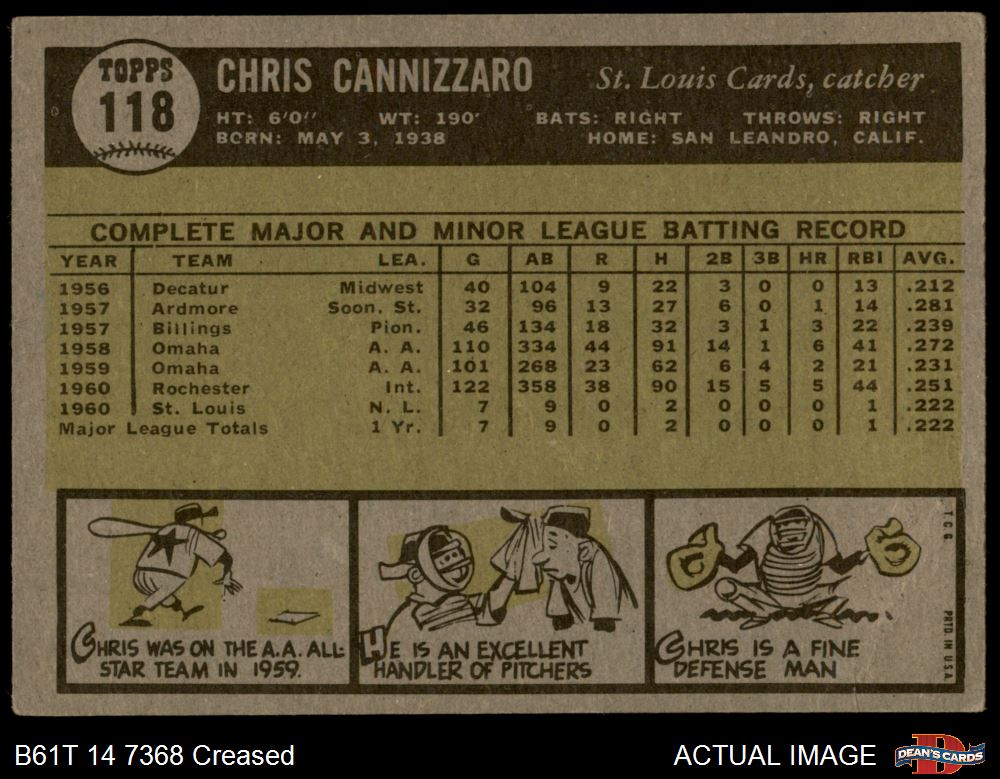 TOPPS
118
CHRIS CANNIZZARO St. Louis Cards, catcher
HT: 6'0" WT: 190' BATS: RIGHT THROWS: RIGHT
BORN: MAY 3, 1938 HOME: SAN LEANDRO, CALIF.
COMPLETE MAJOR AND MINOR LEAGUE BATTING RECORD
YEAR TEAM LEA. G AB R H 2B 3B HR RBI AVG.
1956 Decatur Midwest 40 104 9 22 3 0 0 13 .212
1957 Ardmore Soon. St. 32 96 13 27 6 0 1 14 .281
1957 Billings Pion. 46 134 18 32 3 1 3 22 .239
1958 Omaha A. A. 110 334 44 91 14 1 6 41 .272
1959 Omaha A. A. 101 268 23 62 6 4 2 21 .231
1960 Rochester Int. 122 358 38 90 15 5 5 44 .251
1960 St. Louis N. L. 7 9 0 2 0 0 0 1 .222
Major League Totals 1 Yr. 7 9 0 2 0 0 0 1 .222
CHRIS WAS ON THE A.A. ALL-
STAR TEAM IN 1959.
HE IS AN EXCELLENT
HANDLER OF PITCHERS
CHRIS IS A FINE
DEFENSE MAN
T.C.G.
PRTD IN U.S.A.
B61T 14 7368 Creased
ACTUAL IMAGE
DEAN'S CARDS